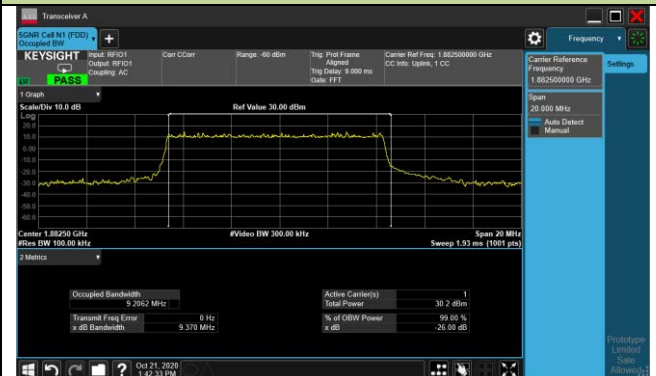 Transceiver A
5GNR Cell N1 (FDD)
Occupied BW
Frequency
KEYSIGHT
PASS
Input: RFIO1
Output: RFIO1
Coupling: AC
Corr CCorr
Range: -60 dBm
Trig: Prot Frame
Aligned
Trig Delay: 9.000 ms
Gate: FFT
Carrier Ref Freq: 1.882500000 GHz
CC Info: Uplink, 1 CC
Carrier Reference
Frequency
1.882500000 GHz
Settings
Span
20.000 MHz
Auto Detect
Manual
1 Graph
Scale/Div 10.0 dB
Ref Value 30.00 dBm
Log
20.0
10.0
0.00
-10.0
-20.0
-30.0
-40.0
-50.0
-60.0
Center 1.88250 GHz
#Video BW 300.00 kHz
Span 20 MHz
#Res BW 100.00 kHz
Sweep 1.93 ms (1001 pts)
2 Metrics
Occupied Bandwidth
9.2062 MHz
Active Carrier(s) 1
Total Power 30.2 dBm
Transmit Freq Error 0 Hz
x dB Bandwidth 9.370 MHz
% of OBW Power 99.00 %
x dB -26.00 dB
Prototype
Limited
Sale
Allowed
Oct 21, 2020
1:42:33 PM